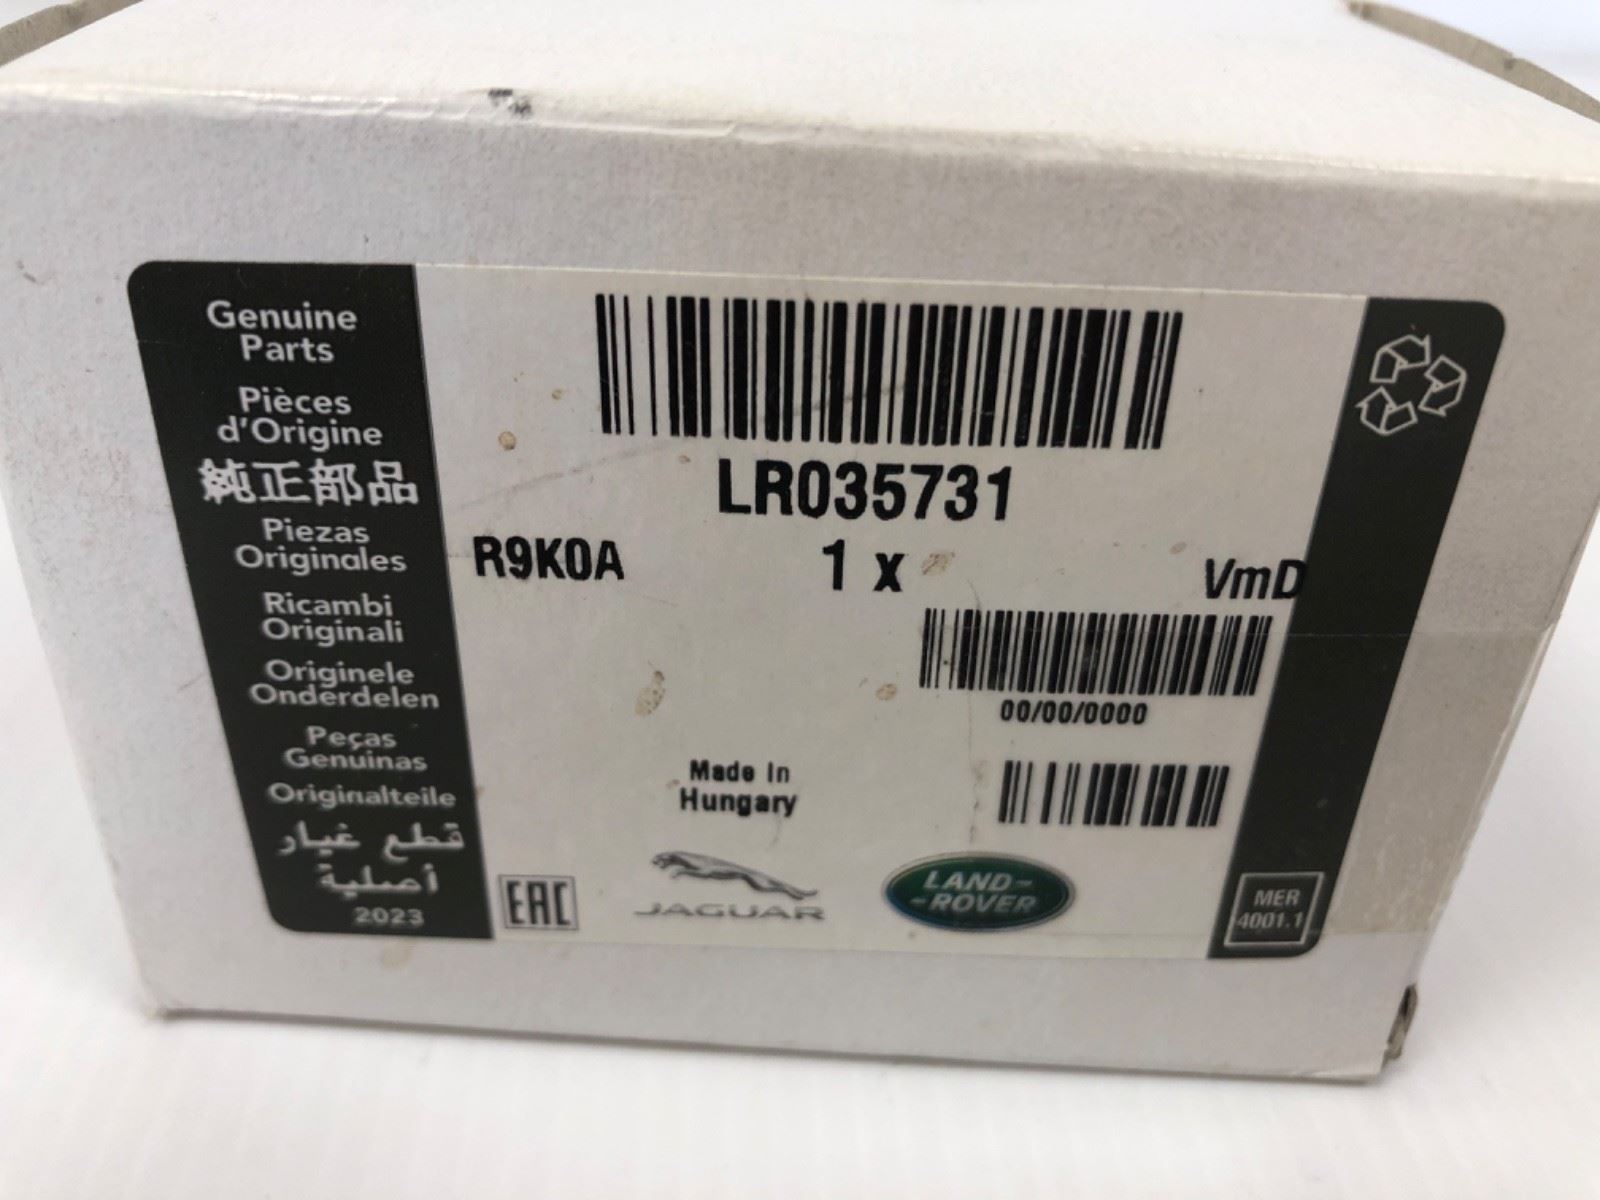 Genuine
Parts
Pièces
d'Origine
純正部品
Piezas
Originales
Ricambi
Originali
Originele
Onderdelen
Peças
Genuinas
Originalteile
قطع غيار
أصلية
2023
LR035731
R9K0A 1 x VmD
00/00/0000
Made In
Hungary
EAC
JAGUAR
LAND-
-ROVER
MER
4001.1